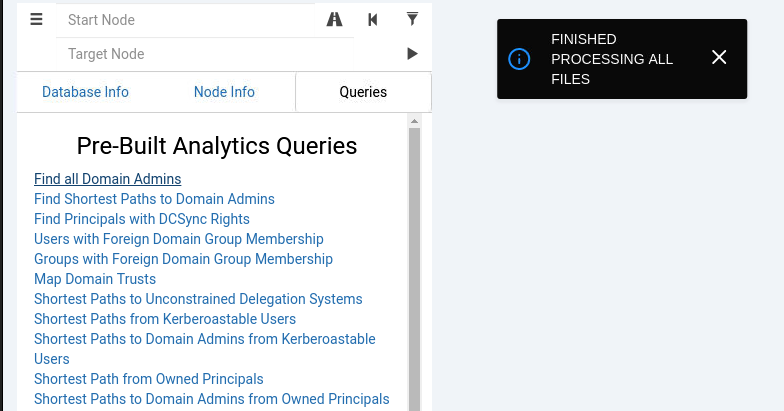 Start Node
Target Node
Database Info
Node Info
Queries
FINISHED
PROCESSING ALL
FILES
Pre-Built Analytics Queries
Find all Domain Admins
Find Shortest Paths to Domain Admins
Find Principals with DCSync Rights
Users with Foreign Domain Group Membership
Groups with Foreign Domain Group Membership
Map Domain Trusts
Shortest Paths to Unconstrained Delegation Systems
Shortest Paths from Kerberoastable Users
Shortest Paths to Domain Admins from Kerberoastable
Users
Shortest Path from Owned Principals
Shortest Paths to Domain Admins from Owned Principals